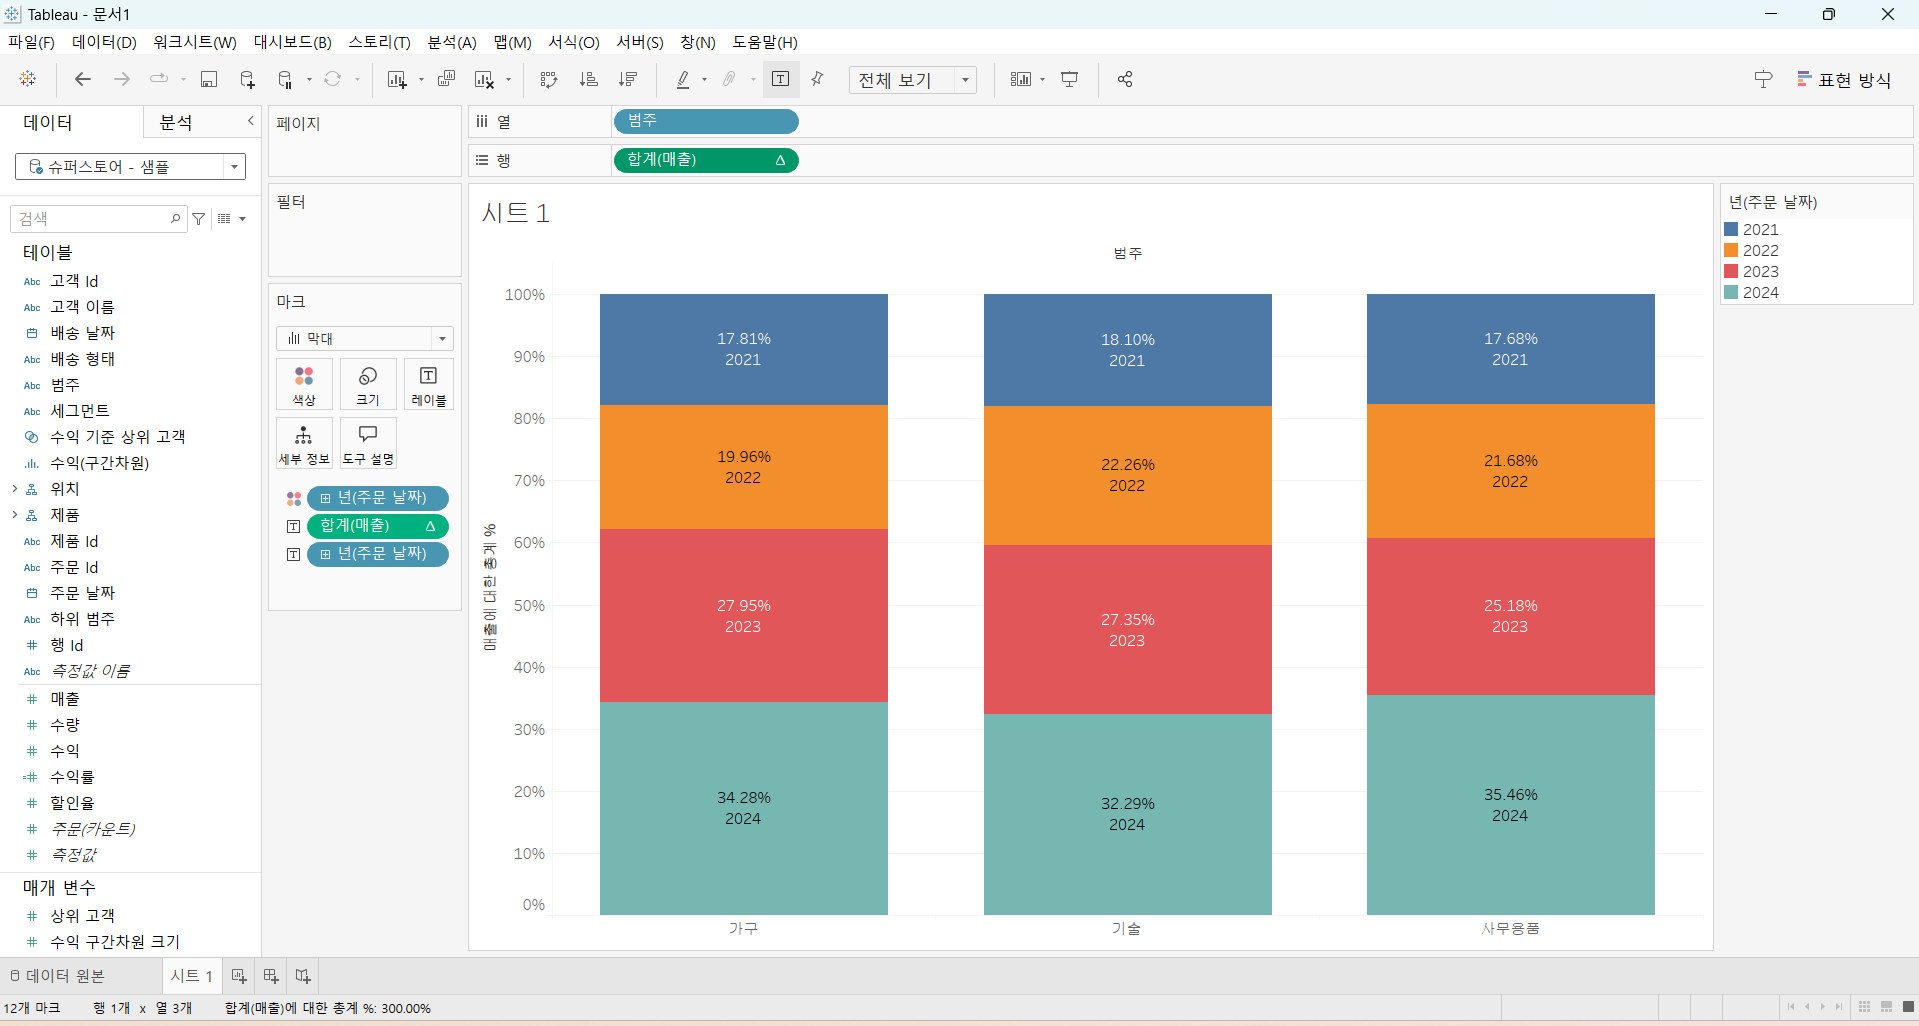 Tableau - 문서1
파일(F) 데이터(D) 워크시트(W) 대시보드(B) 스토리(T) 분석(A) 맵(M) 서식(O) 서버(S) 창(N) 도움말(H)
전체 보기
표현 방식
데이터 분석
슈퍼스토어 - 샘플
검색
테이블
Abc 고객 Id
Abc 고객 이름
배송 날짜
Abc 배송 형태
Abc 범주
Abc 세그먼트
수익 기준 상위 고객
수익(구간차원)
위치
제품
Abc 제품 Id
Abc 주문 Id
주문 날짜
Abc 하위 범주
행 Id
Abc 측정값 이름
매출
수량
수익
수익률
할인율
주문(카운트)
측정값
매개 변수
상위 고객
수익 구간차원 크기
페이지
필터
마크
막대
색상 크기 레이블
세부 정보 도구 설명
년(주문 날짜)
합계(매출) Δ
년(주문 날짜)
열 범주
행 합계(매출) Δ
시트 1
범주
매출에 대한 총계 %
100%
90%
80%
70%
60%
50%
40%
30%
20%
10%
0%
17.81%
2021
19.96%
2022
27.95%
2023
34.28%
2024
18.10%
2021
22.26%
2022
27.35%
2023
32.29%
2024
17.68%
2021
21.68%
2022
25.18%
2023
35.46%
2024
가구 기술 사무용품
년(주문 날짜)
2021
2022
2023
2024
데이터 원본 시트 1
12개 마크 행 1개 x 열 3개 합계(매출)에 대한 총계 %: 300.00%